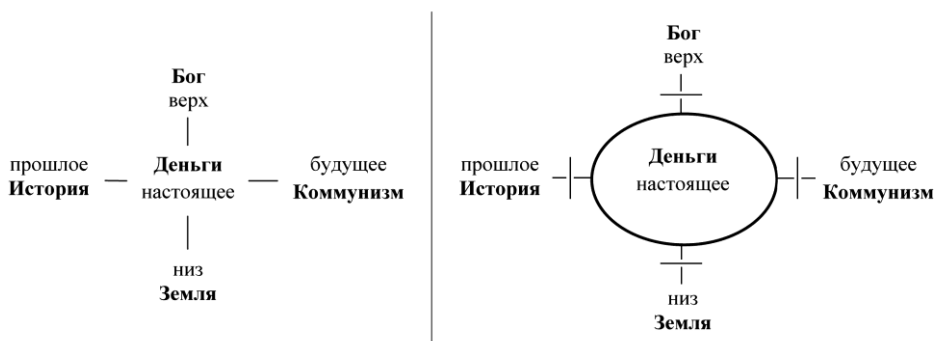 Бог
верх
прошлое
История
Деньги
настоящее
будущее
Коммунизм
низ
Земля
Бог
верх
прошлое
История
Деньги
настоящее
будущее
Коммунизм
низ
Земля